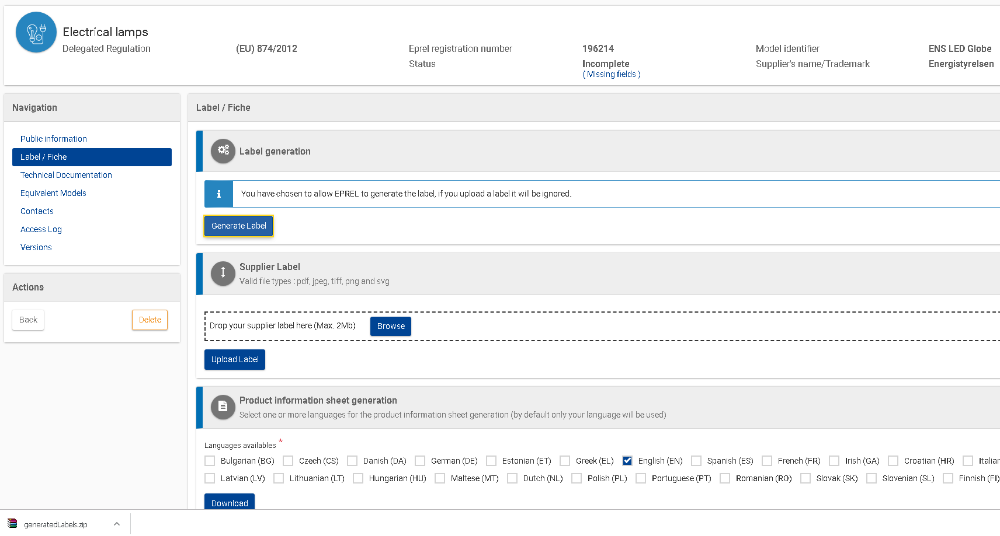 Electrical lamps
Delegated Regulation (EU) 874/2012 Eprel registration number 196214 Model identifier ENS LED Globe
Status Incomplete Supplier's name/Trademark Energistyrelsen
( Missing fields )
Navigation
Public information
Label / Fiche
Technical Documentation
Equivalent Models
Contacts
Access Log
Versions
Actions
Back Delete
Label / Fiche
Label generation
You have chosen to allow EPREL to generate the label, if you upload a label it will be ignored.
Generate Label
Supplier Label
Valid file types : pdf, jpeg, tiff, png and svg
Drop your supplier label here (Max. 2Mb) Browse
Upload Label
Product information sheet generation
Select one or more languages for the product information sheet generation (by default only your language will be used)
Languages availables *
Bulgarian (BG) Czech (CS) Danish (DA) German (DE) Estonian (ET) Greek (EL) English (EN) Spanish (ES) French (FR) Irish (GA) Croatian (HR) Italian
Latvian (LV) Lithuanian (LT) Hungarian (HU) Maltese (MT) Dutch (NL) Polish (PL) Portuguese (PT) Romanian (RO) Slovak (SK) Slovenian (SL) Finnish (FI)
Download
generatedLabels.zip